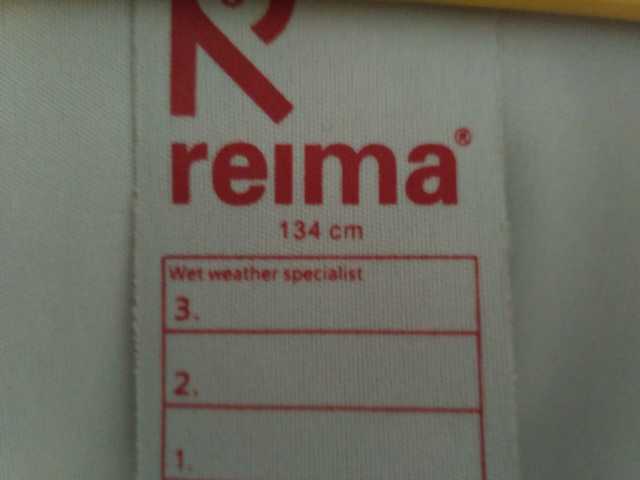 reima®
134 cm
Wet weather specialist
3.
2.
1.